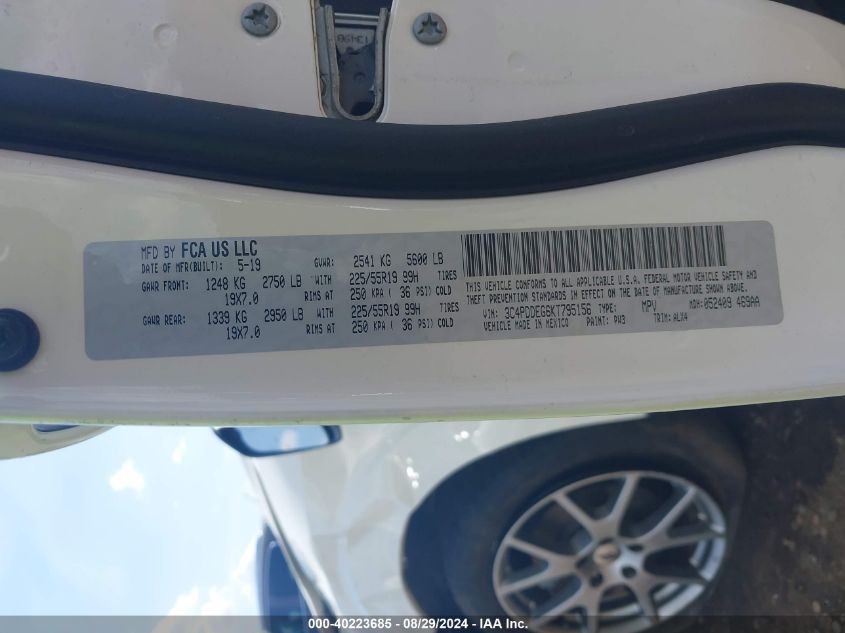 13498
MFD BY FCA US LLC
DATE OF MFR(BUILT): 5-19 GVWR: 2541 KG 5600 LB
GAWR FRONT: 1248 KG 2750 LB WITH 225/55R19 99H TIRES
19X7.0 RIMS AT 250 KPA ( 36 PSI) COLD
GAWR REAR: 1339 KG 2950 LB WITH 225/55R19 99H TIRES
19X7.0 RIMS AT 250 KPA ( 36 PSI) COLD
THIS VEHICLE CONFORMS TO ALL APPLICABLE U.S.A. FEDERAL MOTOR VEHICLE SAFETY, BUMPER AND
THEFT PREVENTION STANDARDS IN EFFECT ON THE DATE OF MANUFACTURE SHOWN ABOVE.
VIN: 3C4PDDEG6KT795156 TYPE: MPV MDH: 052409 469AA
VEHICLE MADE IN MEXICO PAINT: PW3 TRIM: ALX4
000-40223685 - 08/29/2024 - IAA Inc.